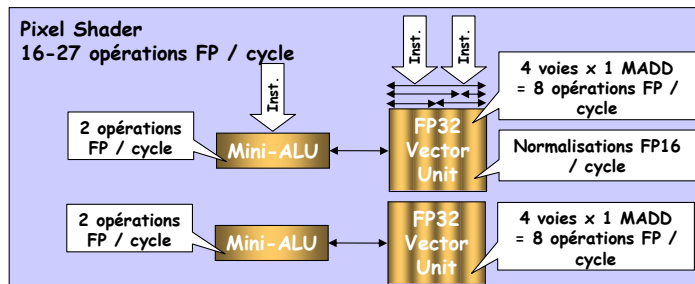 Pixel Shader
16-27 opérations FP / cycle
Inst.
Inst.
Inst.
4 voies x 1 MADD
= 8 opérations FP /
cycle
2 opérations
FP / cycle
Mini-ALU
FP32
Vector
Unit
Normalisations FP16
/ cycle
2 opérations
FP / cycle
Mini-ALU
FP32
Vector
Unit
4 voies x 1 MADD
= 8 opérations FP /
cycle